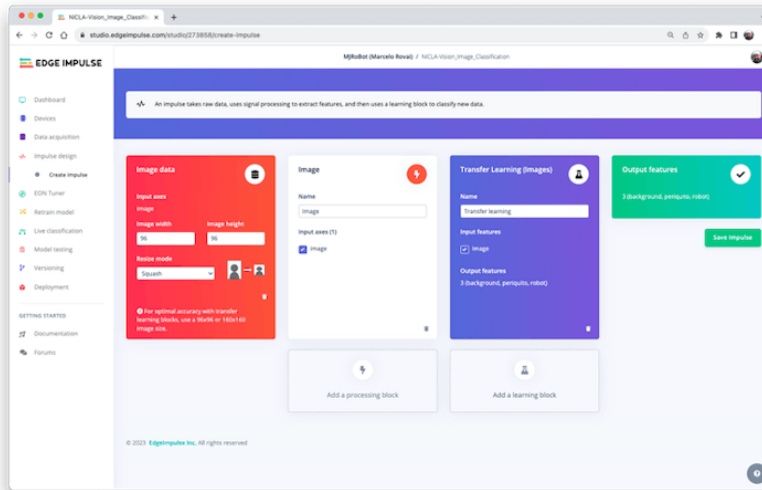 NICLA-Vision_Image_Classific
studio.edgeimpulse.com/studio/273858/create-impulse
EDGE IMPULSE
MJRoBot (Marcelo Rovai) / NICLA-Vision_Image_Classification
Dashboard
Devices
Data acquisition
Impulse design
Create impulse
EON Tuner
Retrain model
Live classification
Model testing
Versioning
Deployment
GETTING STARTED
Documentation
Forums
An impulse takes raw data, uses signal processing to extract features, and then uses a learning block to classify new data.
Image data
Input axes
image
Image width
Image height
96
96
Resize mode
Squash
For optimal accuracy with transfer
learning blocks, use a 96x96 or 160x160
image size.
Image
Name
Image
Input axes (1)
image
Add a processing block
Transfer Learning (Images)
Name
Transfer learning
Input features
Image
Output features
3 (background, periquito, robot)
Add a learning block
Output features
3 (background, periquito, robot)
Save Impulse
© 2023 EdgeImpulse Inc. All rights reserved